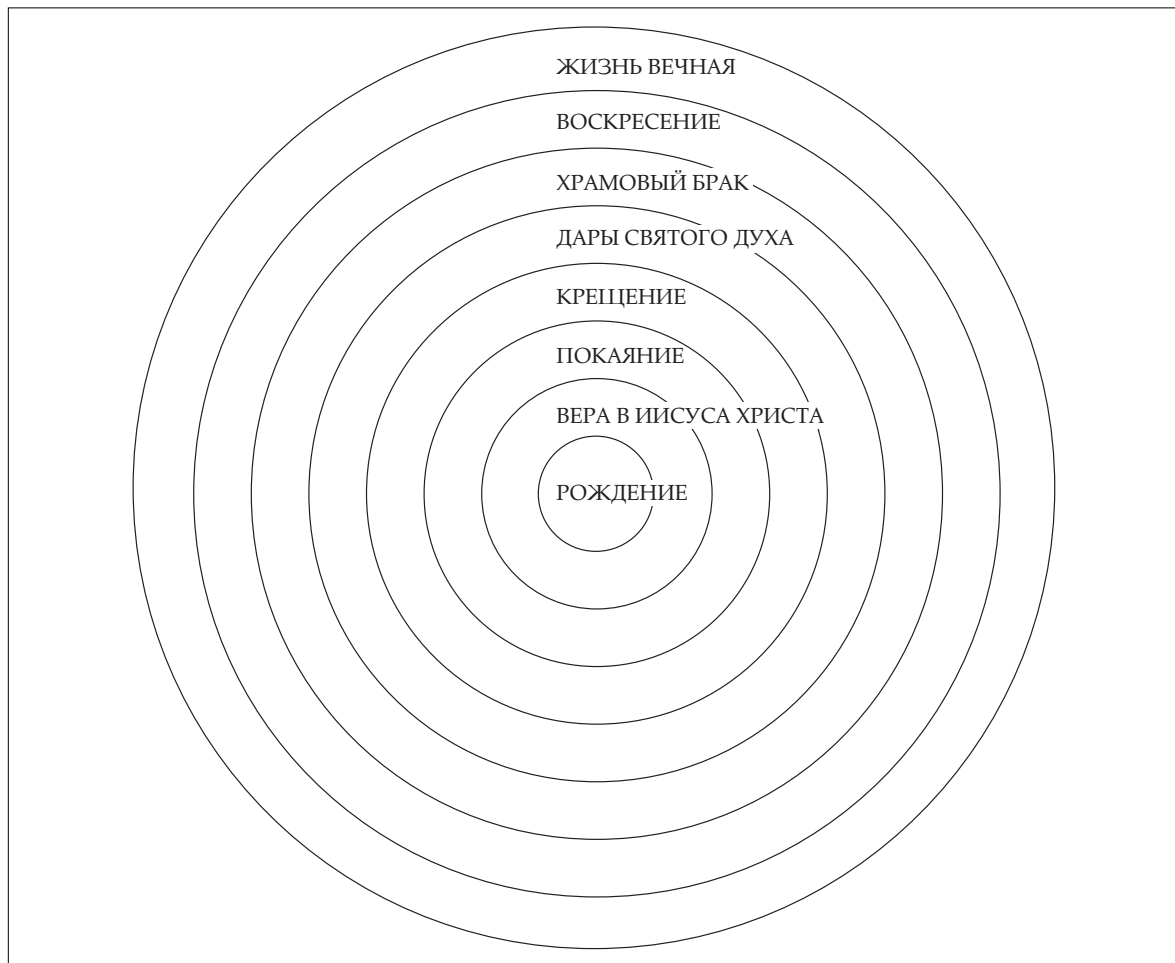 ЖИЗНЬ ВЕЧНАЯ
ВОСКРЕСЕНИЕ
ХРАМОВЫЙ БРАК
ДАРЫ СВЯТОГО ДУХА
КРЕЩЕНИЕ
ПОКАЯНИЕ
ВЕРА В ИИСУСА ХРИСТА
РОЖДЕНИЕ